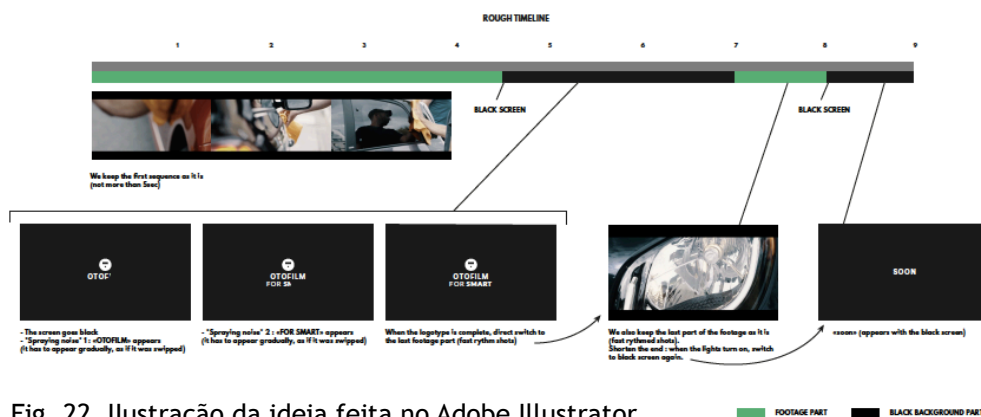 ROUGH TIMELINE
1 2 3 4 5 6 7 8 9
BLACK SCREEN
BLACK SCREEN
We keep the first sequence as it is
(not more than 5sec)
OTOF'
OTOFILM
FOR SM
OTOFILM
FOR SMART
SOON
- The screen goes black
- "Spraying noise" 1 : «OTOFILM» appears
(it has to appear gradually, as if it was swipped)
- "Spraying noise" 2 : «FOR SMART» appears
(it has to appear gradually, as if it was swipped)
When the logotype is complete, direct switch to
the last footage part (fast rythm shots)
We also keep the last part of the footage as it is
(fast rythmed shots).
Shorten the end : when the lights turn on, switch
to black screen again.
«soon» (appears with the black screen)
Fig. 22. Ilustração da ideia feita no Adobe Illustrator
FOOTAGE PART
BLACK BACKGROUND PART